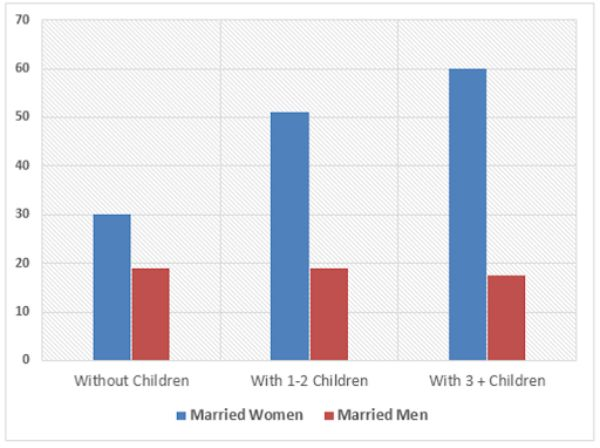 70
60
50
40
30
20
10
0
Without Children
With 1-2 Children
With 3 + Children
Married Women
Married Men